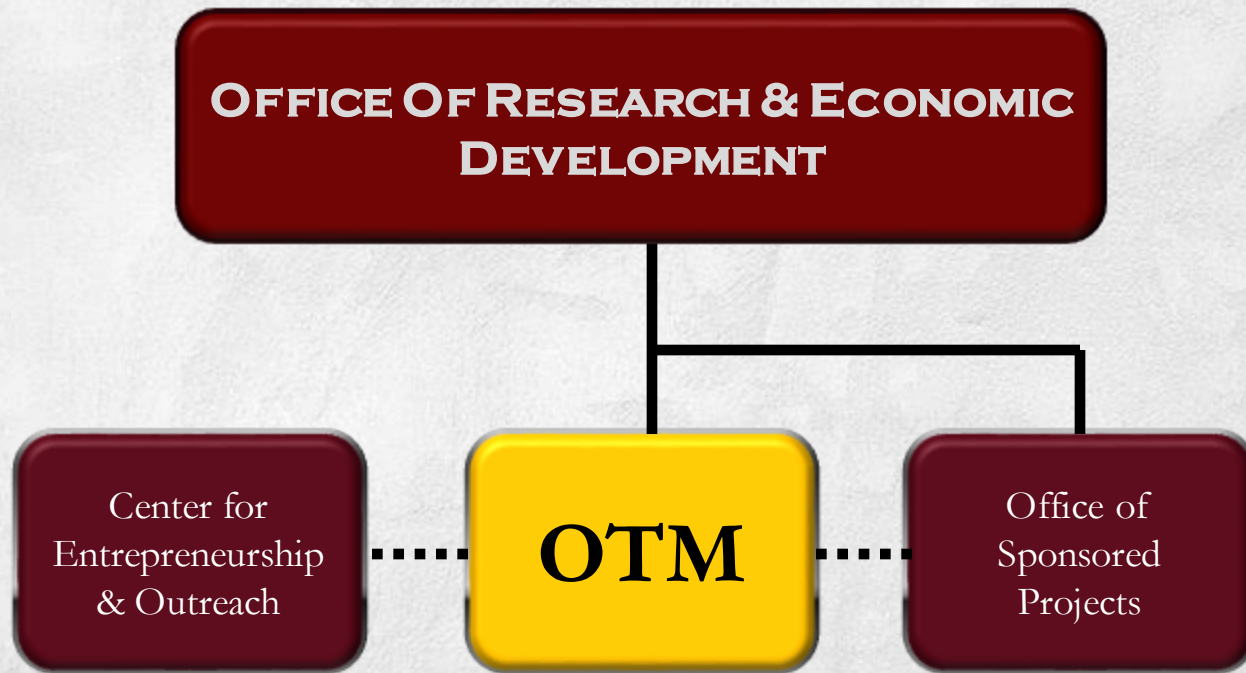 OFFICE OF RESEARCH & ECONOMIC
DEVELOPMENT
Center for
Entrepreneurship
& Outreach
OTM
Office of
Sponsored
Projects